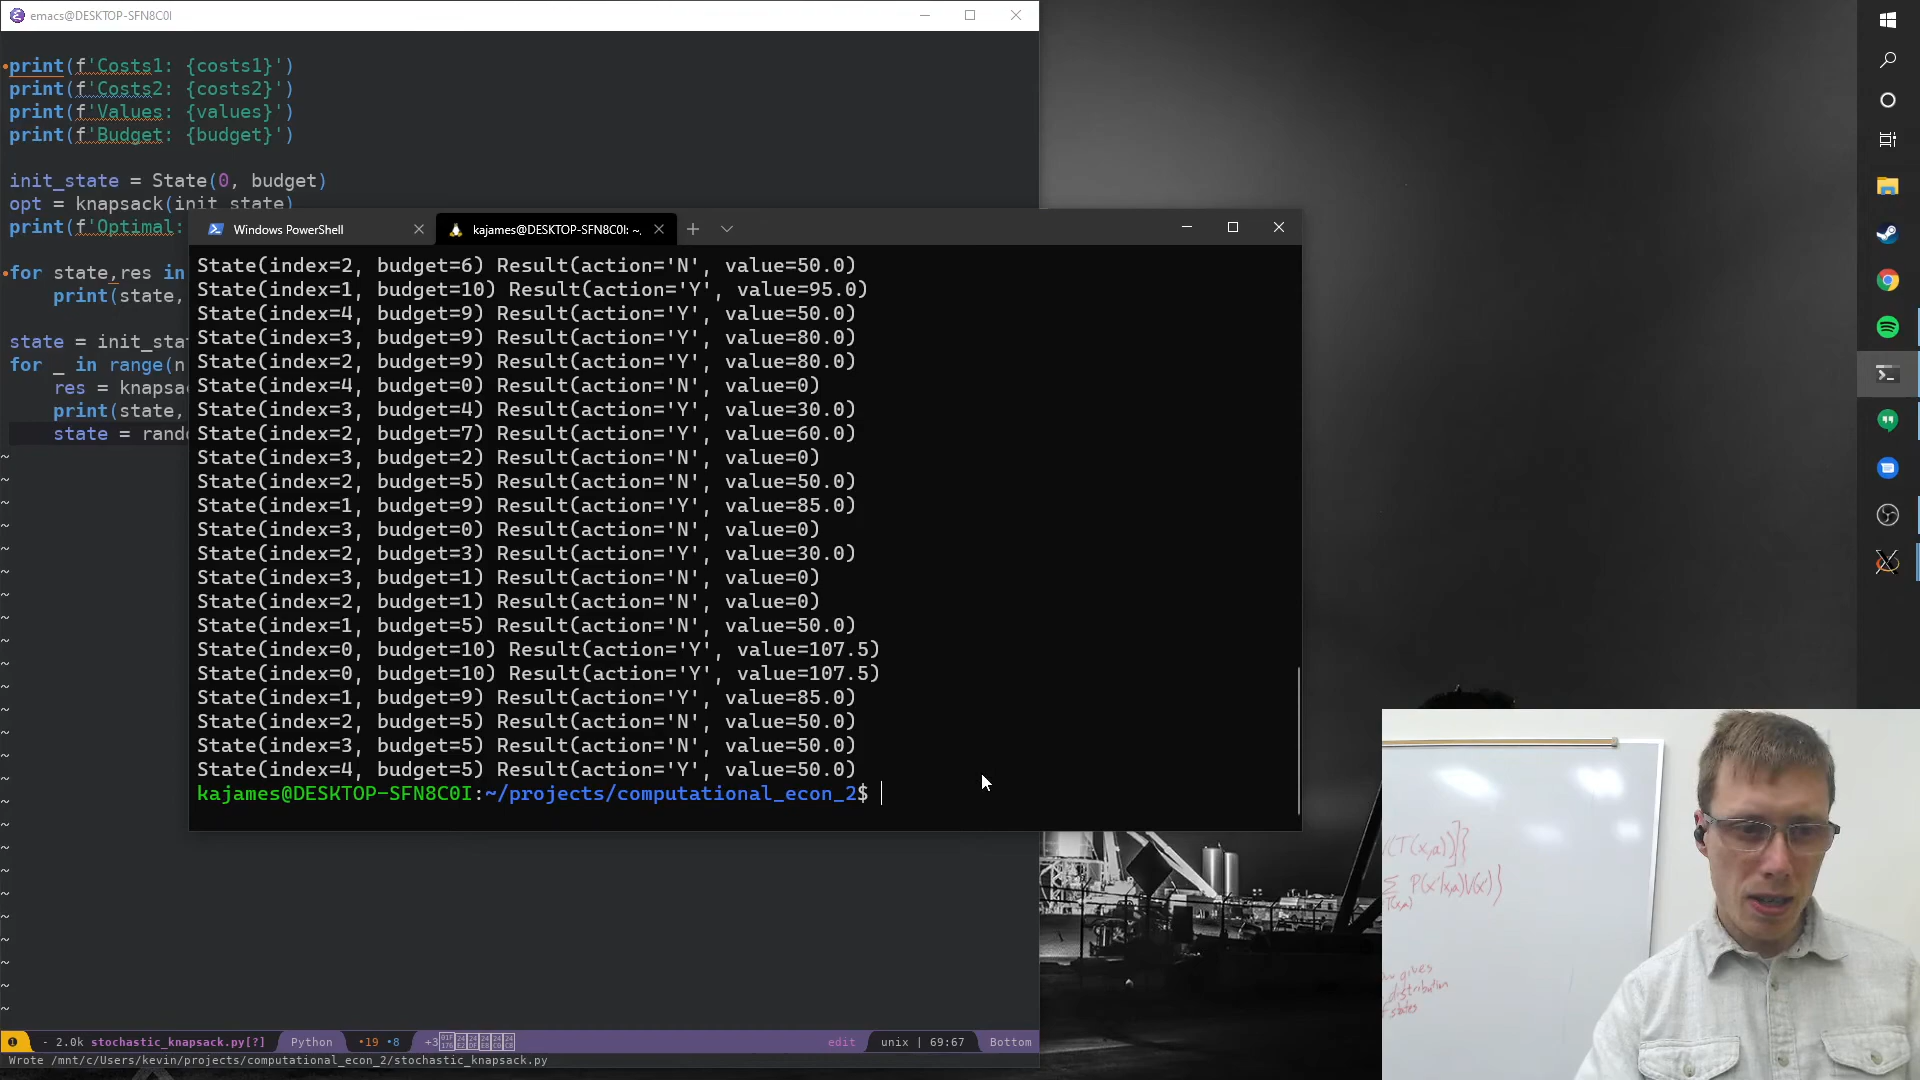 emacs@DESKTOP-SFN8C0I
print(f'Costs1: {costs1}')
print(f'Costs2: {costs2}')
print(f'Values: {values}')
print(f'Budget: {budget}')
init_state = State(0, budget)
opt = knapsack(init_state)
print(f'Optimal:
for state,res in
print(state,
state = init_stat
for _ in range(n
res = knapsa
print(state,
state = rand
Windows PowerShell
kajames@DESKTOP-SFN8C0I: ~,
State(index=2, budget=6) Result(action='N', value=50.0)
State(index=1, budget=10) Result(action='Y', value=95.0)
State(index=4, budget=9) Result(action='Y', value=50.0)
State(index=3, budget=9) Result(action='Y', value=80.0)
State(index=2, budget=9) Result(action='Y', value=80.0)
State(index=4, budget=0) Result(action='N', value=0)
State(index=3, budget=4) Result(action='Y', value=30.0)
State(index=2, budget=7) Result(action='Y', value=60.0)
State(index=3, budget=2) Result(action='N', value=0)
State(index=2, budget=5) Result(action='N', value=50.0)
State(index=1, budget=9) Result(action='Y', value=85.0)
State(index=3, budget=0) Result(action='N', value=0)
State(index=2, budget=3) Result(action='Y', value=30.0)
State(index=3, budget=1) Result(action='N', value=0)
State(index=2, budget=1) Result(action='N', value=0)
State(index=1, budget=5) Result(action='N', value=50.0)
State(index=0, budget=10) Result(action='Y', value=107.5)
State(index=0, budget=10) Result(action='Y', value=107.5)
State(index=1, budget=9) Result(action='Y', value=85.0)
State(index=2, budget=5) Result(action='N', value=50.0)
State(index=3, budget=5) Result(action='N', value=50.0)
State(index=4, budget=5) Result(action='Y', value=50.0)
kajames@DESKTOP-SFN8C0I:~/projects/computational_econ_2$
(T(x,a))]}
Σ P(x'|x,a)V(x')}
gives
distribution
states
- 2.0k stochastic_knapsack.py[?] Python •19 •8 +3 edit unix | 69:67 Bottom
Wrote /mnt/c/Users/kevin/projects/computational_econ_2/stochastic_knapsack.py